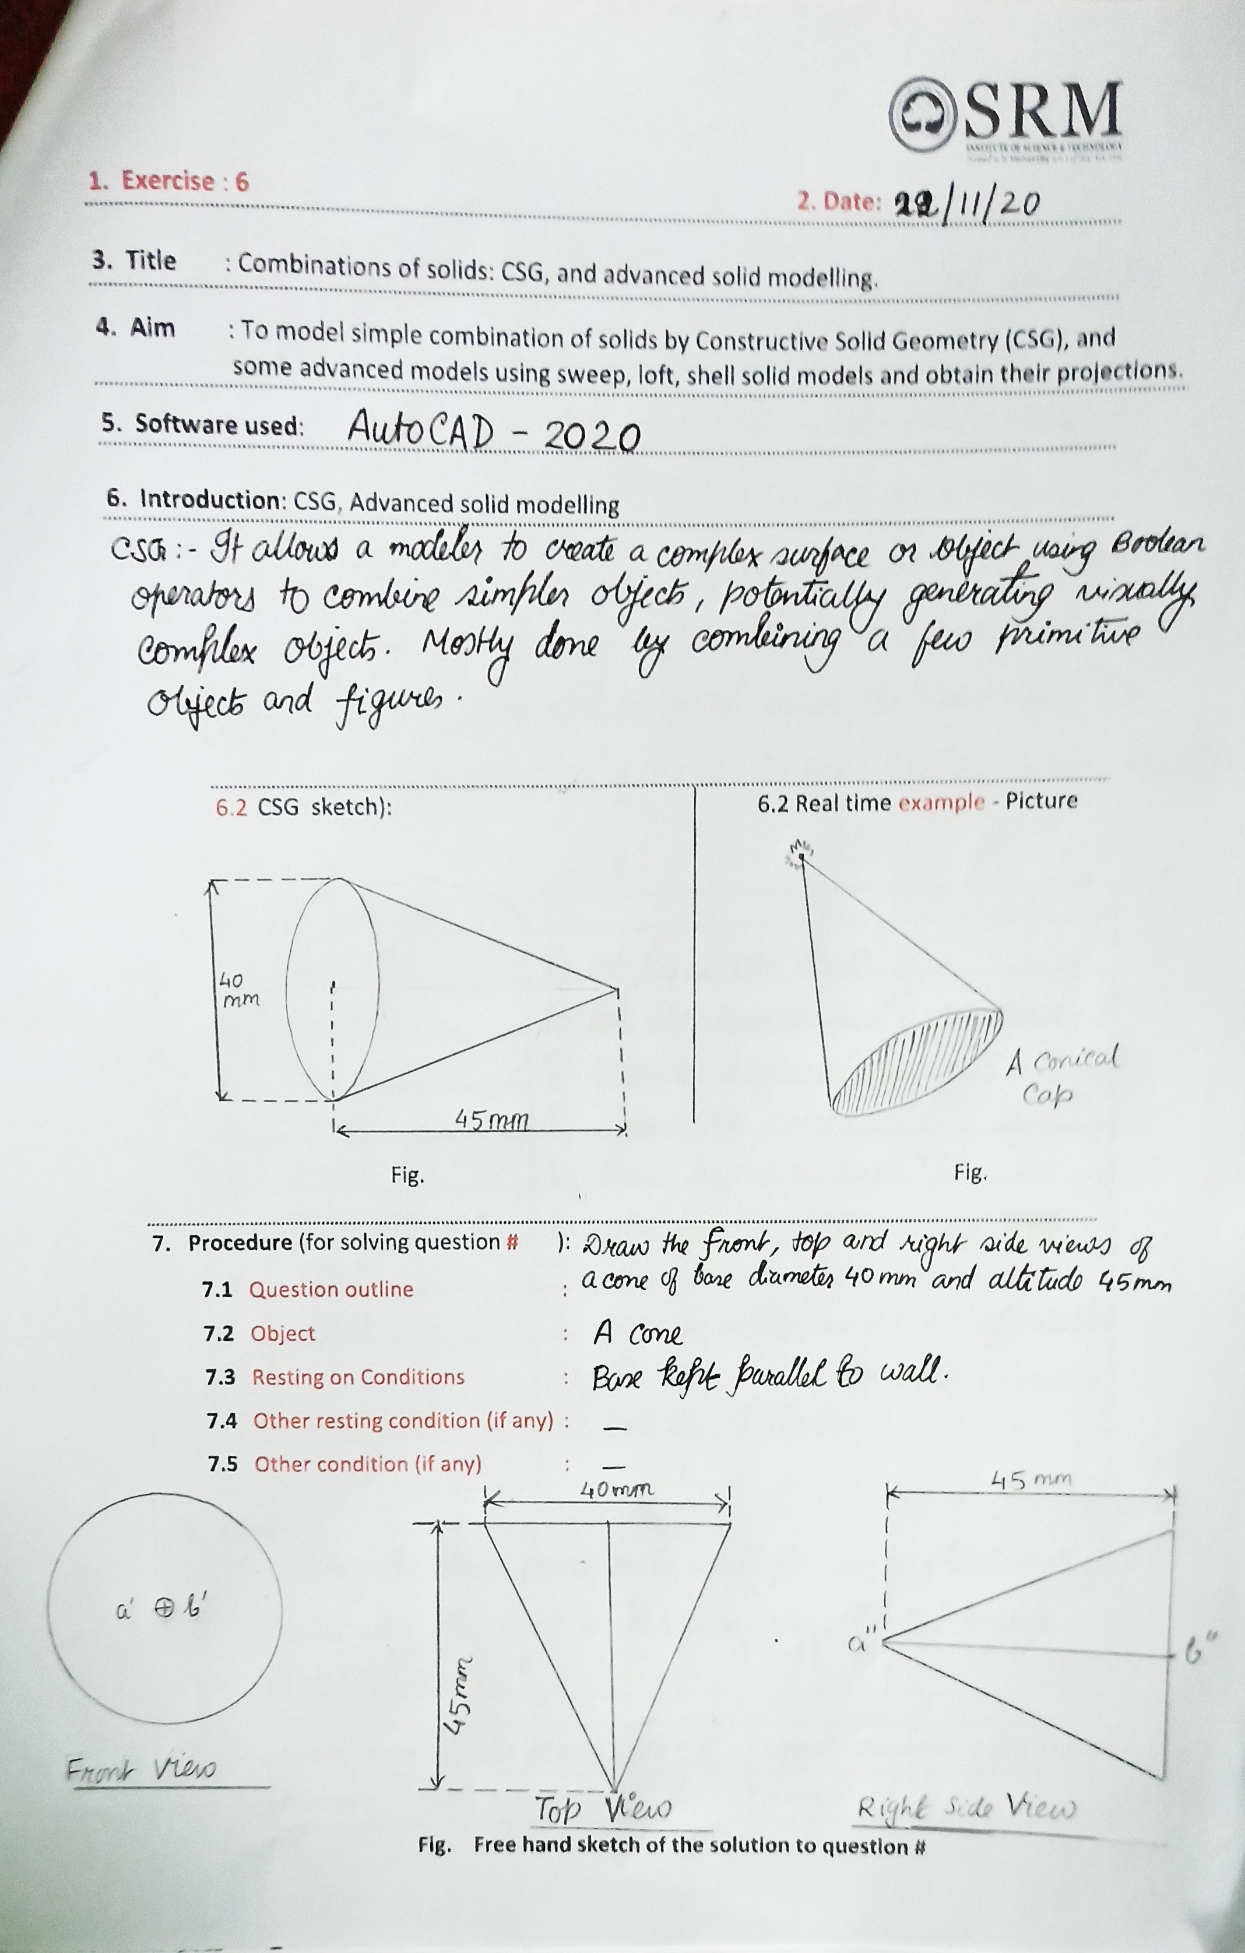 SRM
INSTITUTE OF SCIENCE & TECHNOLOGY
1. Exercise : 6
2. Date: 22/11/20
3. Title : Combinations of solids: CSG, and advanced solid modelling.
4. Aim : To model simple combination of solids by Constructive Solid Geometry (CSG), and
some advanced models using sweep, loft, shell solid models and obtain their projections.
5. Software used: AutoCAD - 2020
6. Introduction: CSG, Advanced solid modelling
CSG :- It allows a modeler to create a complex surface or object using Boolean
operators to combine simpler objects, potentially generating visually
complex objects. Mostly done by combining a few primitive
objects and figures.
6.2 CSG sketch):
6.2 Real time example - Picture
40
mm
45mm
A Conical
Cap
Fig.
Fig.
7. Procedure (for solving question # ): Draw the front, top and right side views of
a cone of base diameter 40mm and altitude 45mm
7.1 Question outline :
7.2 Object : A cone
7.3 Resting on Conditions : Base kept parallel to wall.
7.4 Other resting condition (if any) : —
7.5 Other condition (if any) : —
40mm
45 mm
a' b'
45mm
a"
b"
Front View
Top View
Right Side View
Fig. Free hand sketch of the solution to question #